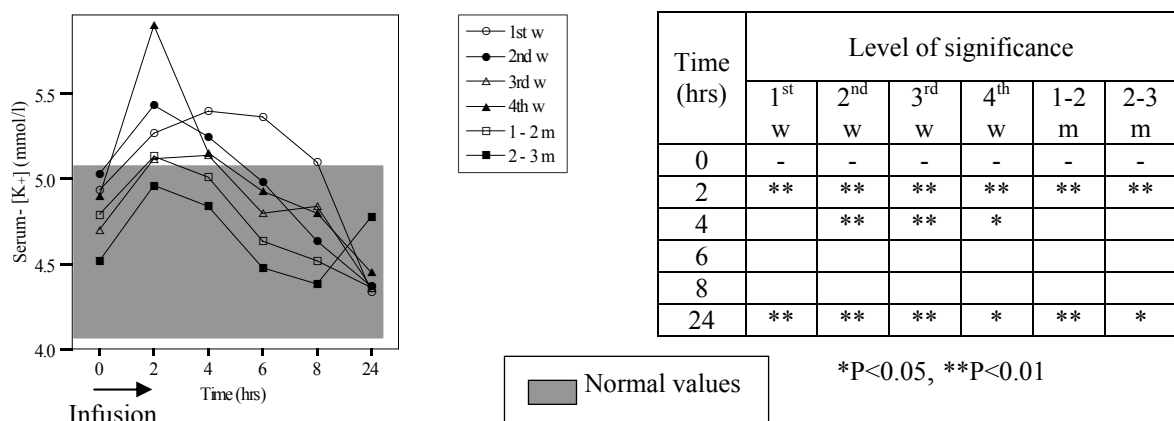 Serum- [K+] (mmol/l)
5.5
5.0
4.5
4.0
0 2 4 6 8 24
Time (hrs)
Infusion
1st w
2nd w
3rd w
4th w
1 - 2 m
2 - 3 m
Normal values
Time (hrs) Level of significance
1st w 2nd w 3rd w 4th w 1-2 m 2-3 m
0 - - - - - -
2 ** ** ** ** ** **
4 ** ** *
6
8
24 ** ** ** * ** *
*P<0.05, **P<0.01